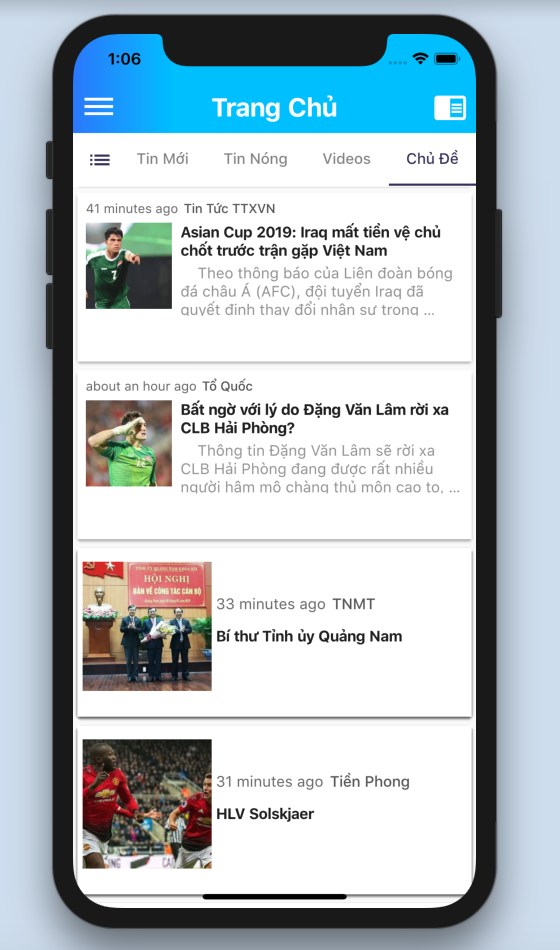 1:06
Trang Chủ
Tin Mới Tin Nóng Videos Chủ Đề
41 minutes ago Tin Tức TTXVN
Asian Cup 2019: Iraq mất tiền vệ chủ
chốt trước trận gặp Việt Nam
Theo thông báo của Liên đoàn bóng
đá châu Á (AFC), đội tuyển Iraq đã
quyết định thay đổi nhân sự trong ...
7
about an hour ago Tổ Quốc
Bất ngờ với lý do Đặng Văn Lâm rời xa
CLB Hải Phòng?
Thông tin Đặng Văn Lâm sẽ rời xa
CLB Hải Phòng đang được rất nhiều
người hâm mộ chàng thủ môn cao to, ...
HỘI NGHỊ
BÀN VỀ CÔNG TÁC CÁN BỘ
33 minutes ago TNMT
Bí thư Tỉnh ủy Quảng Nam
31 minutes ago Tiền Phong
HLV Solskjaer